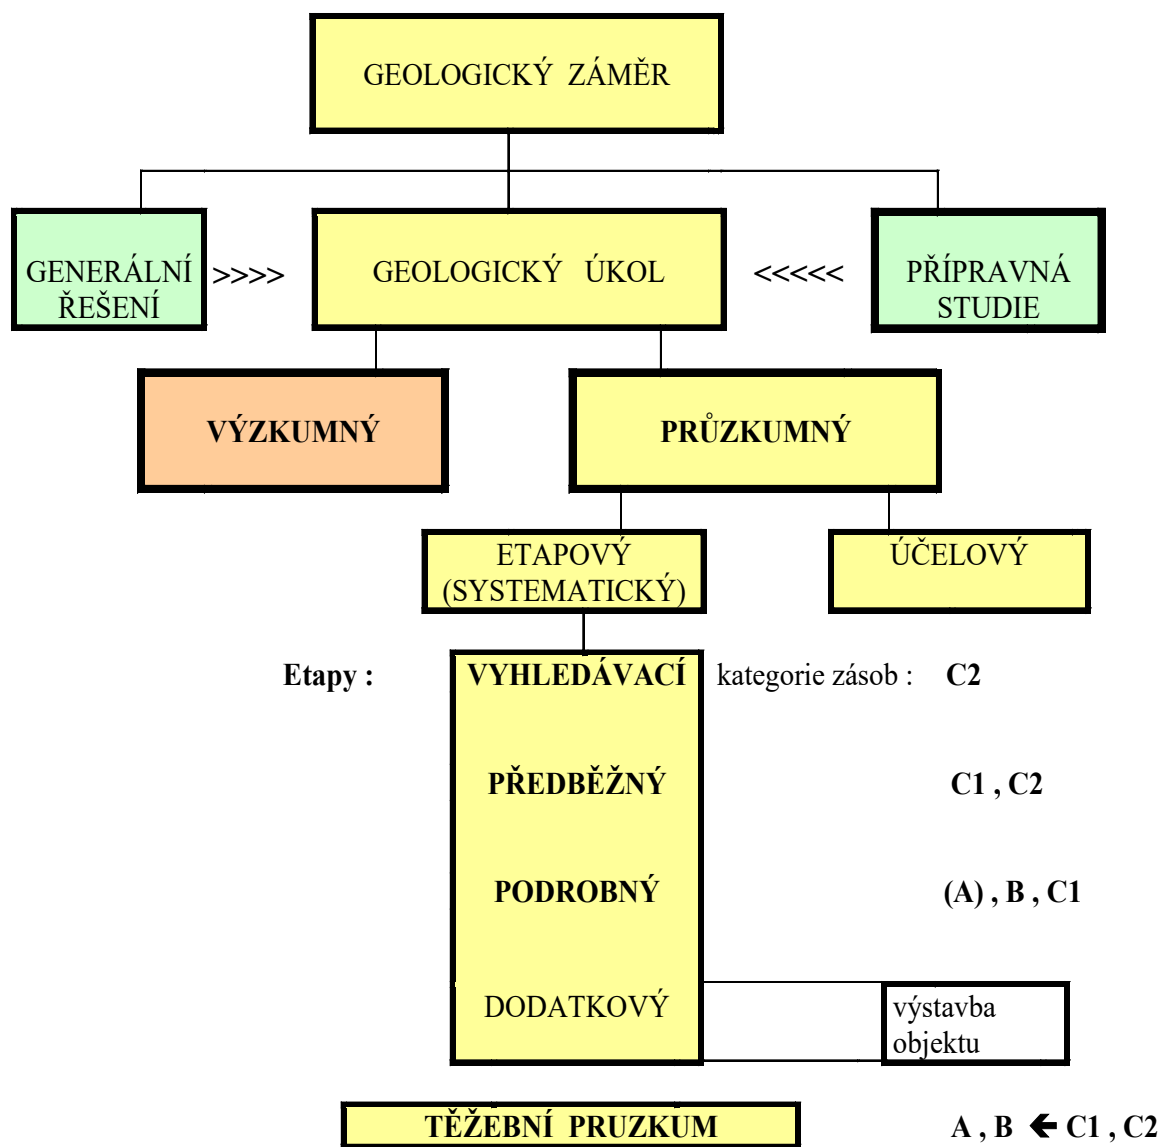 GEOLOGICKÝ ZÁMĚR
GENERÁLNÍ
ŘEŠENÍ
>>>>
GEOLOGICKÝ ÚKOL
<<<<<
PŘÍPRAVNÁ
STUDIE
VÝZKUMNÝ
PRŮZKUMNÝ
ETAPOVÝ
(SYSTEMATICKÝ)
ÚČELOVÝ
Etapy : VYHLEDÁVACÍ kategorie zásob : C2
PŘEDBĚŽNÝ C1 , C2
PODROBNÝ (A) , B , C1
DODATKOVÝ
výstavba
objektu
TĚŽEBNÍ PRUZKUM A , B 🡸 C1 , C2